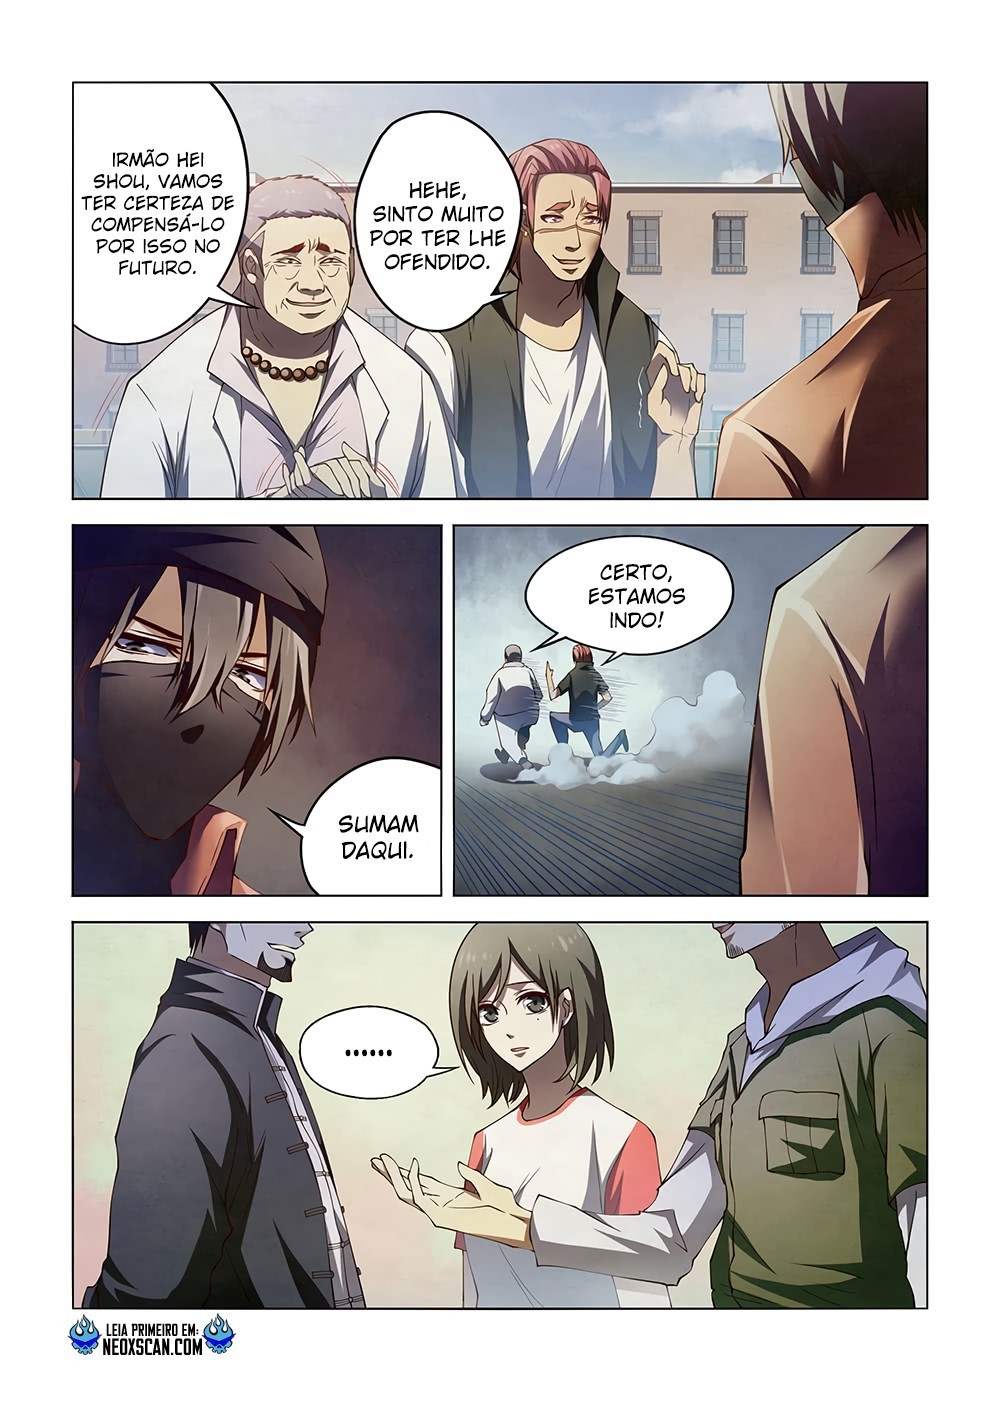 IRMÃO HEI
SHOU, VAMOS
TER CERTEZA DE
COMPENSÁ-LO
POR ISSO NO
FUTURO.
HEHE,
SINTO MUITO
POR TER LHE
OFENDIDO.
SUMAM
DAQUI.
CERTO,
ESTAMOS
INDO!
......
LEIA PRIMEIRO EM:
NEOXSCAN.COM